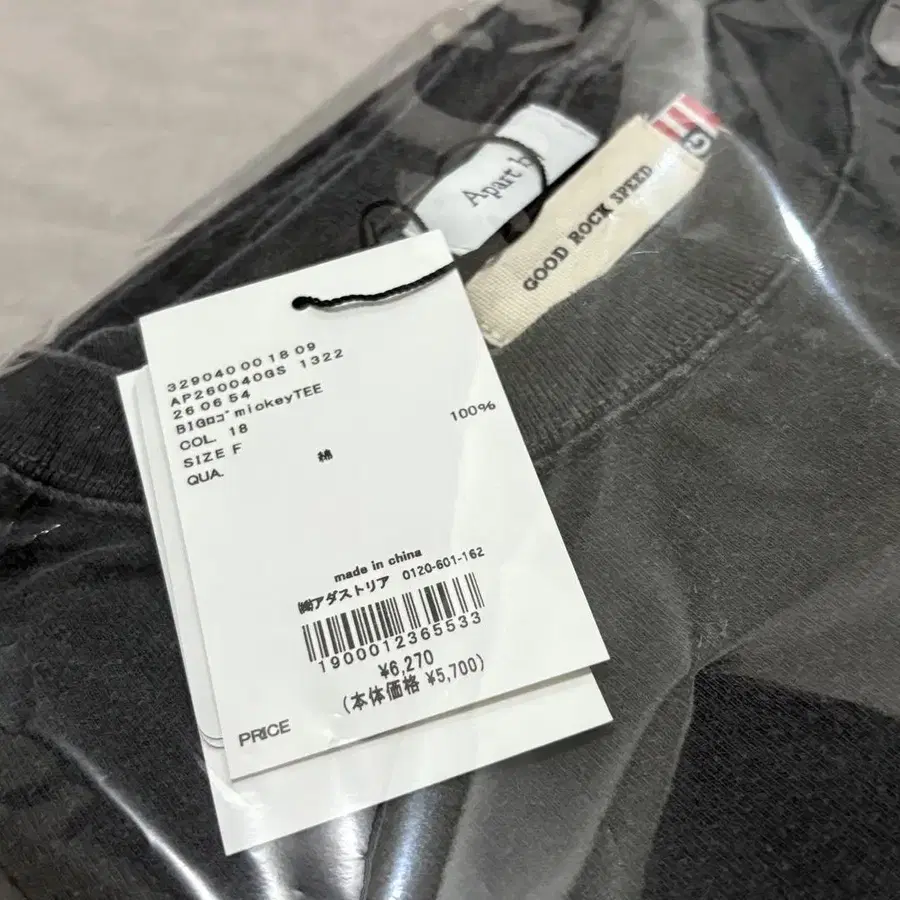 Apart b
GOOD ROCK SPEED
329040 00 18 09
AP260040GS 1322
26 06 54
BIGロゴmickeyTEE
COL. 18
SIZE F
QUA.
綿 100%
made in china
㈱アダストリア 0120-601-162
1900012365533
¥6,270
(本体価格 ¥5,700)
PRICE